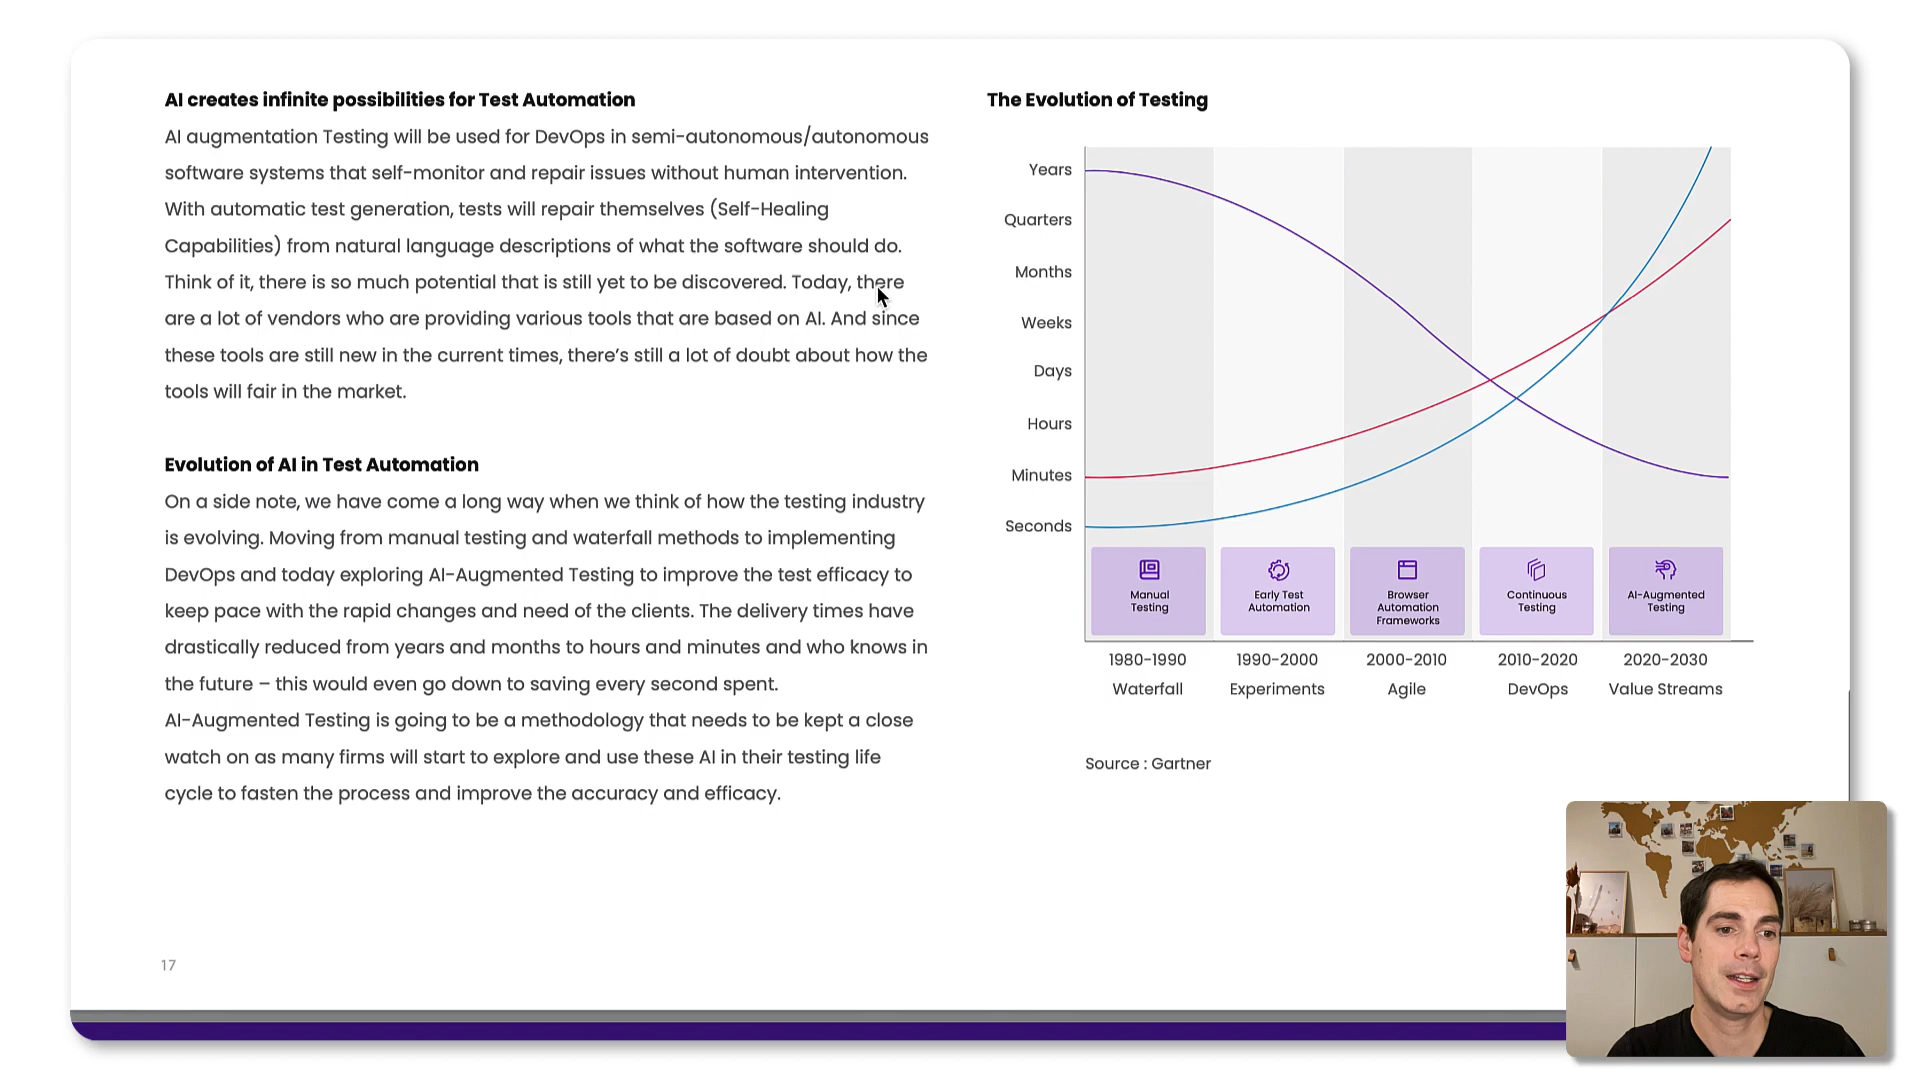 AI creates infinite possibilities for Test Automation
AI augmentation Testing will be used for DevOps in semi-autonomous/autonomous
software systems that self-monitor and repair issues without human intervention.
With automatic test generation, tests will repair themselves (Self-Healing
Capabilities) from natural language descriptions of what the software should do.
Think of it, there is so much potential that is still yet to be discovered. Today, there
are a lot of vendors who are providing various tools that are based on AI. And since
these tools are still new in the current times, there's still a lot of doubt about how the
tools will fair in the market.
Evolution of AI in Test Automation
On a side note, we have come a long way when we think of how the testing industry
is evolving. Moving from manual testing and waterfall methods to implementing
DevOps and today exploring AI-Augmented Testing to improve the test efficacy to
keep pace with the rapid changes and need of the clients. The delivery times have
drastically reduced from years and months to hours and minutes and who knows in
the future – this would even go down to saving every second spent.
AI-Augmented Testing is going to be a methodology that needs to be kept a close
watch on as many firms will start to explore and use these AI in their testing life
cycle to fasten the process and improve the accuracy and efficacy.
17
The Evolution of Testing
Years
Quarters
Months
Weeks
Days
Hours
Minutes
Seconds
Manual
Testing
Early Test
Automation
Browser
Automation
Frameworks
Continuous
Testing
AI-Augmented
Testing
1980-1990
Waterfall
1990-2000
Experiments
2000-2010
Agile
2010-2020
DevOps
2020-2030
Value Streams
Source : Gartner